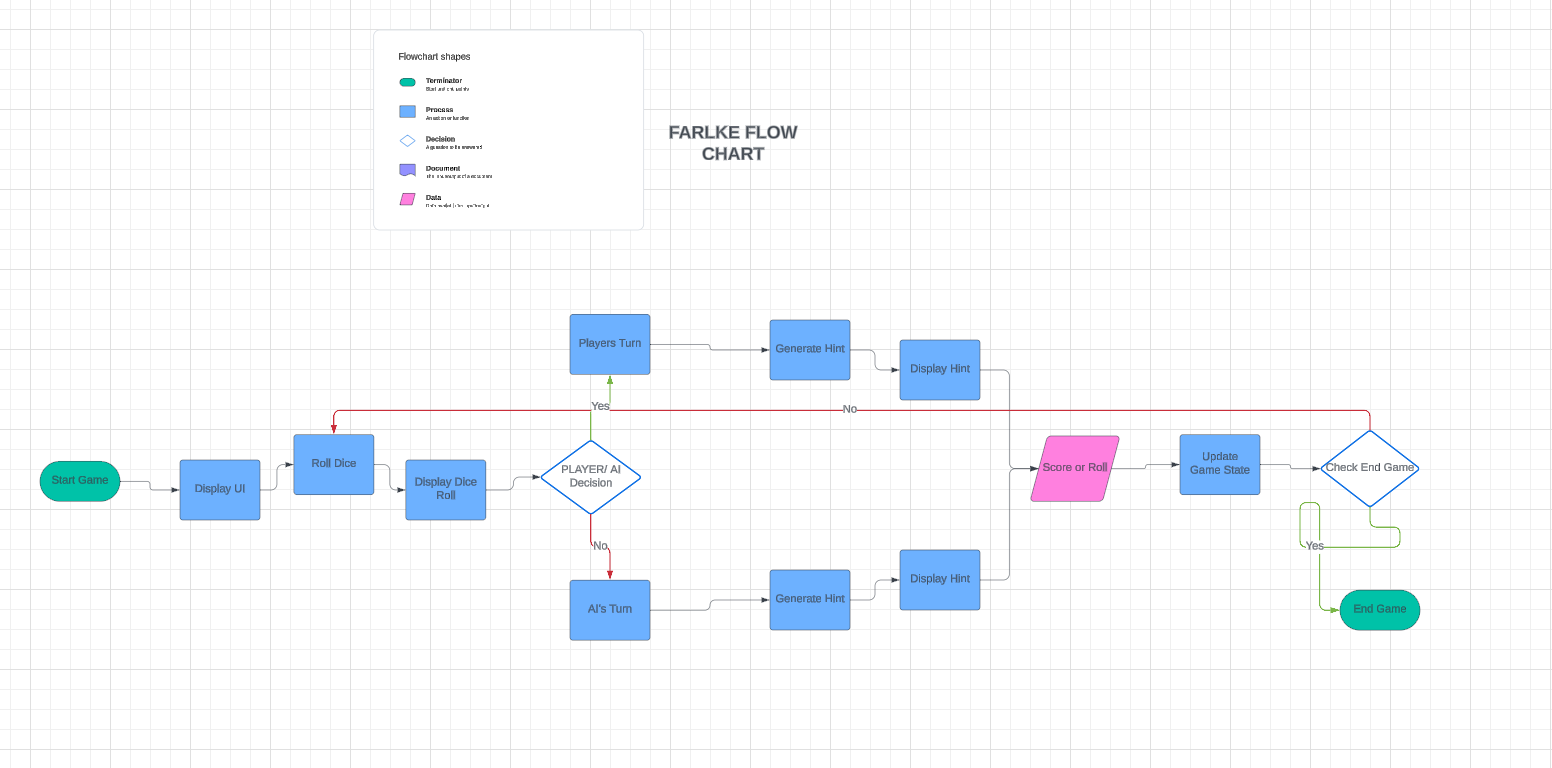 Flowchart shapes
Terminator
Process
Decision
Document
Data
FARLKE FLOW
CHART
Players Turn
Generate Hint
Display Hint
Yes
No
Start Game
Display UI
Roll Dice
Display Dice
Roll
PLAYER/ AI
Decision
Score or Roll
Update
Game State
Check End Game
No
Yes
AI's Turn
Generate Hint
Display Hint
End Game